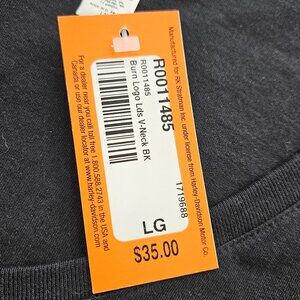 Manufactured for RK Stratman Inc. under license from Harley-Davidson Motor Co.
R0011485
R0011485
Burn Logo Lds V-Neck BK
1719688
LG
$35.00
For a dealer near you call toll free 1.800.568.2743 in the USA and
Canada or use our dealer locator at www.harley-davidson.com